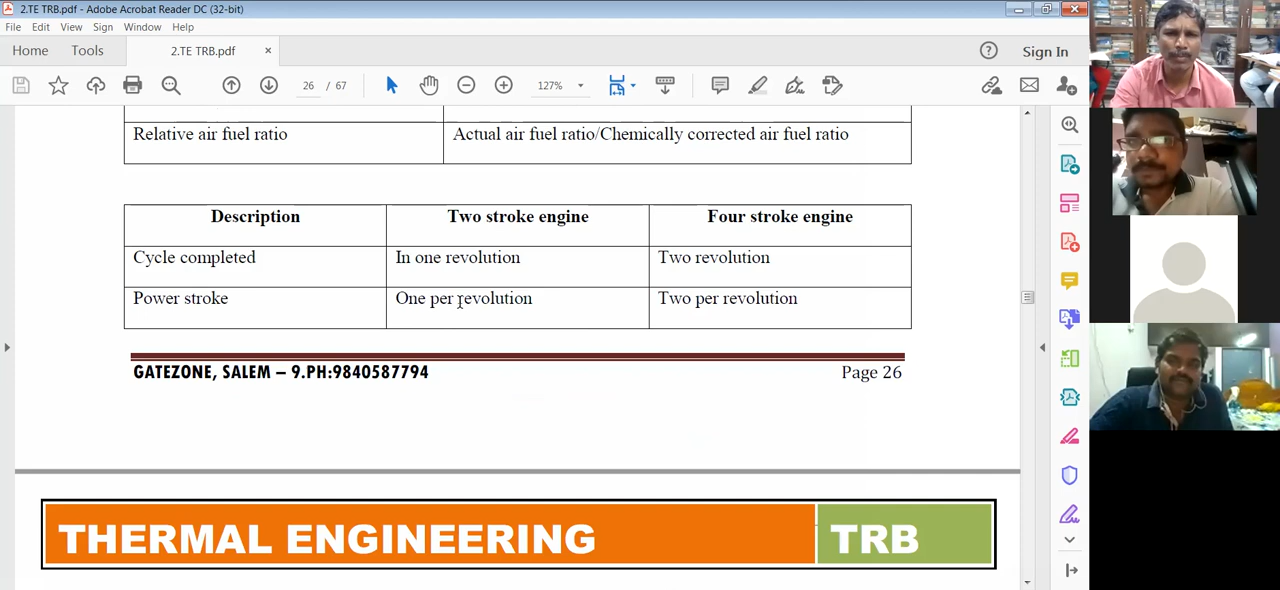 2.TE TRB.pdf - Adobe Acrobat Reader DC (32-bit)
File Edit View Sign Window Help
Home Tools 2.TE TRB.pdf × Sign In
26 / 67 127%
Relative air fuel ratio Actual air fuel ratio/Chemically corrected air fuel ratio
Description Two stroke engine Four stroke engine
Cycle completed In one revolution Two revolution
Power stroke One per revolution Two per revolution
GATEZONE, SALEM – 9.PH:9840587794 Page 26
THERMAL ENGINEERING TRB